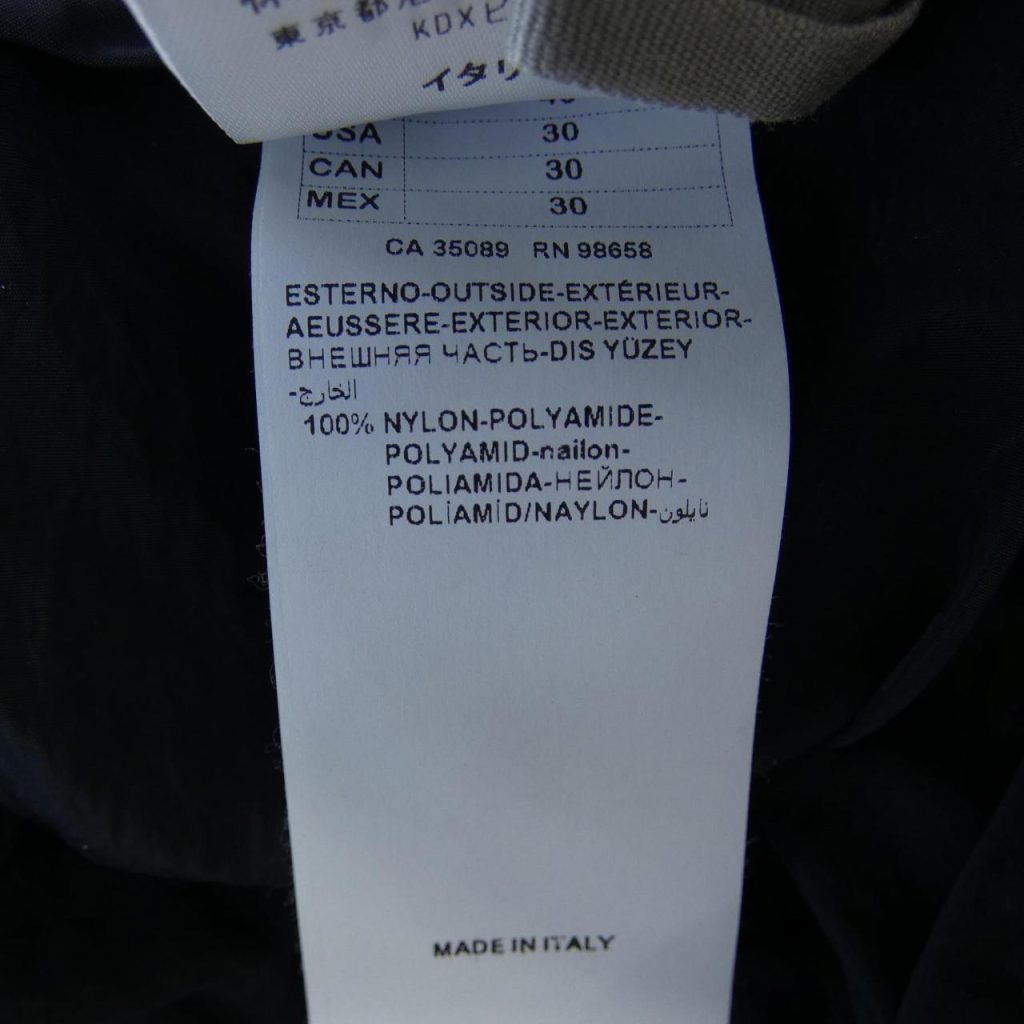 東京都
KDXビ
イタリ
USA 30
CAN 30
MEX 30
CA 35089 RN 98658
ESTERNO-OUTSIDE-EXTÉRIEUR-
AEUSSERE-EXTERIOR-EXTERIOR-
ВНЕШНЯЯ ЧАСТЬ-DIS YÜZEY
-الخارج
100% NYLON-POLYAMIDE-
POLYAMID-nailon-
POLIAMIDA-НЕЙЛОН-
POLİAMİD/NAYLON-نايلون
MADE IN ITALY